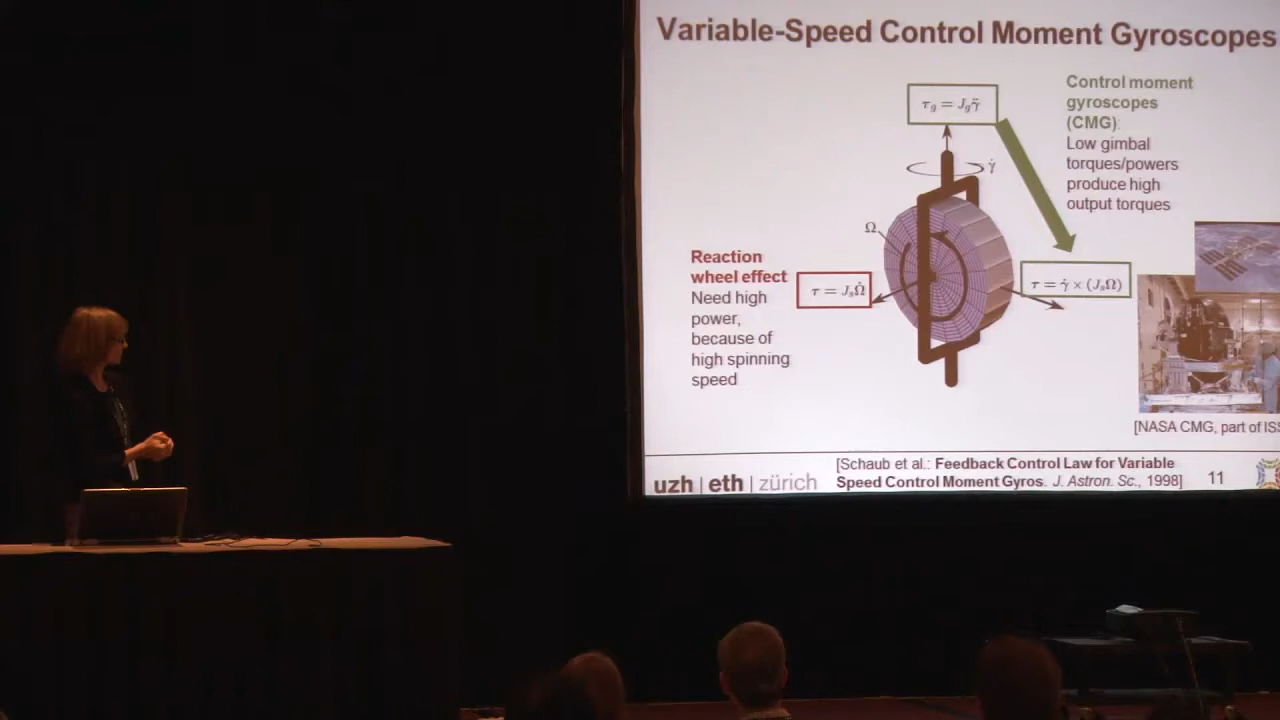 Variable-Speed Control Moment Gyroscopes
τg = Jgγ̈
Control moment
gyroscopes
(CMG):
Low gimbal
torques/powers
produce high
output torques
γ̇
Ω
Reaction
wheel effect
Need high
power,
because of
high spinning
speed
τ = JsΩ̇
τ = γ̇ × (JsΩ)
[NASA CMG, part of IS
uzh | eth | zürich
[Schaub et al.: Feedback Control Law for Variable
Speed Control Moment Gyros. J. Astron. Sc., 1998]
11